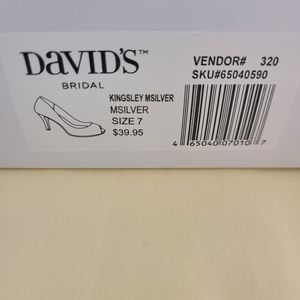 DAVID'S™
BRIDAL
VENDOR# 320
SKU#65040590
KINGSLEY MSILVER
MSILVER
SIZE 7
$39.95
4 65040 07010 7